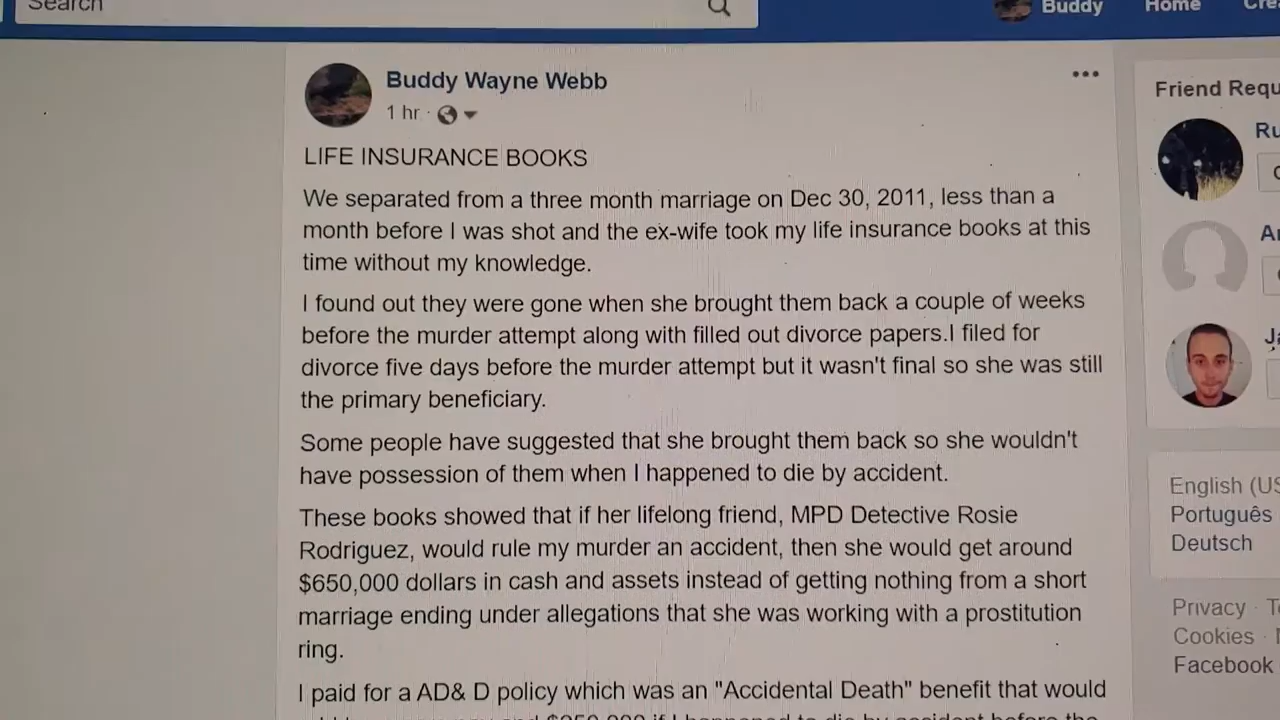 Search
Buddy
Home
Buddy Wayne Webb
1 hr ·
LIFE INSURANCE BOOKS
We separated from a three month marriage on Dec 30, 2011, less than a
month before I was shot and the ex-wife took my life insurance books at this
time without my knowledge.
I found out they were gone when she brought them back a couple of weeks
before the murder attempt along with filled out divorce papers.I filed for
divorce five days before the murder attempt but it wasn't final so she was still
the primary beneficiary.
Some people have suggested that she brought them back so she wouldn't
have possession of them when I happened to die by accident.
These books showed that if her lifelong friend, MPD Detective Rosie
Rodriguez, would rule my murder an accident, then she would get around
$650,000 dollars in cash and assets instead of getting nothing from a short
marriage ending under allegations that she was working with a prostitution
ring.
I paid for a AD& D policy which was an "Accidental Death" benefit that would
Friend Requ
Ru
English (US
Português
Deutsch
Privacy ·
Cookies ·
Facebook